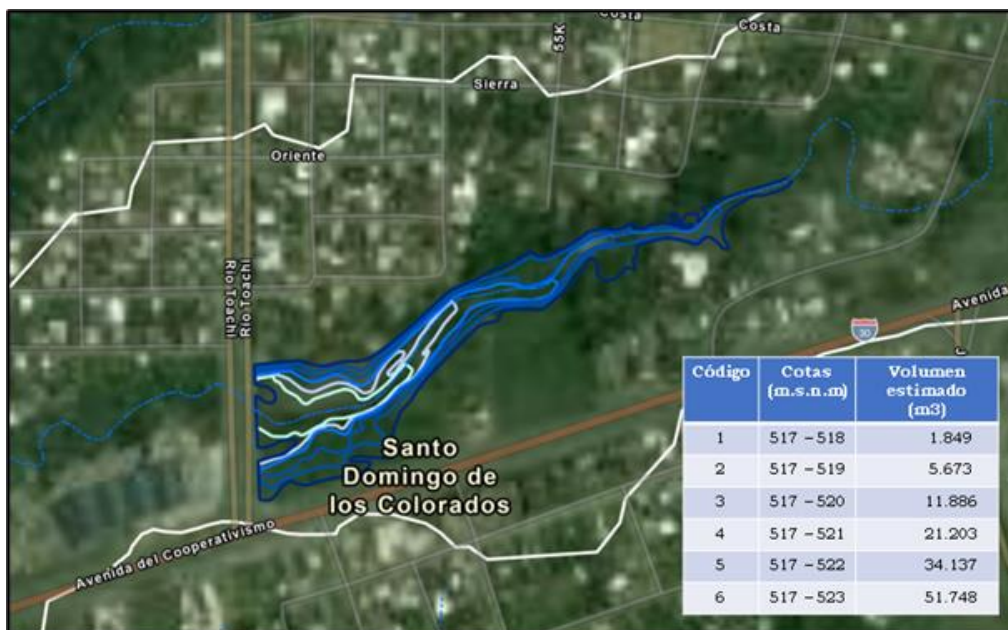 Costa
Costa
55K
Sierra
Oriente
Rio Toachi
Rio Toachi
Avenida
30
Santo
Domingo de
los Colorados
Avenida del Cooperativismo
Código Cotas (m.s.n.m) Volumen estimado (m3)
1 517 – 518 1.849
2 517 – 519 5.673
3 517 – 520 11.886
4 517 – 521 21.203
5 517 – 522 34.137
6 517 – 523 51.748